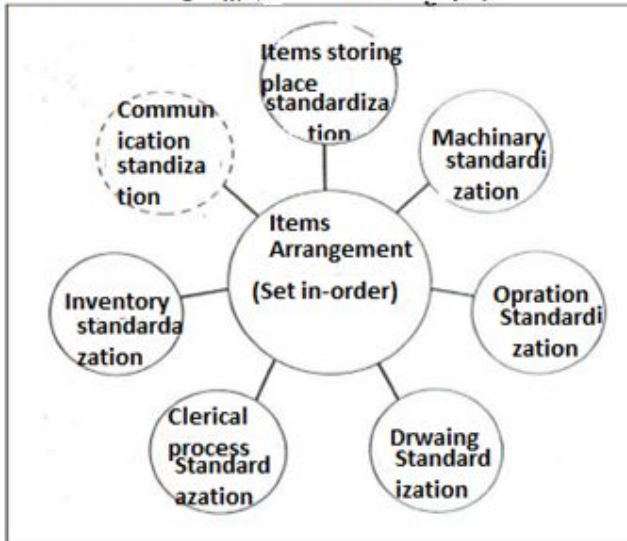 Items storing
place
standardiza
tion
Commun
ication
standiza
tion
Machinary
standardi
zation
Items
Arrangement
(Set in-order)
Inventory
standarda
zation
Opration
Standardi
zation
Clerical
process
Standard
azation
Drwaing
Standard
ization